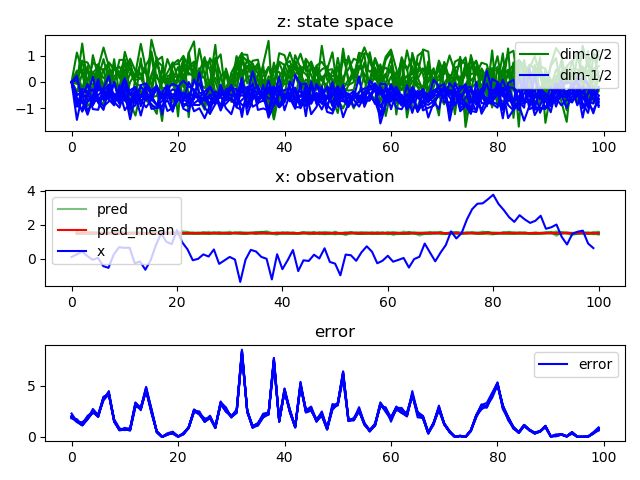 z: state space
1
0
−1
dim-0/2
dim-1/2
0 20 40 60 80 100
x: observation
4
2
0
pred
pred_mean
x
0 20 40 60 80 100
error
5
0
error
0 20 40 60 80 100